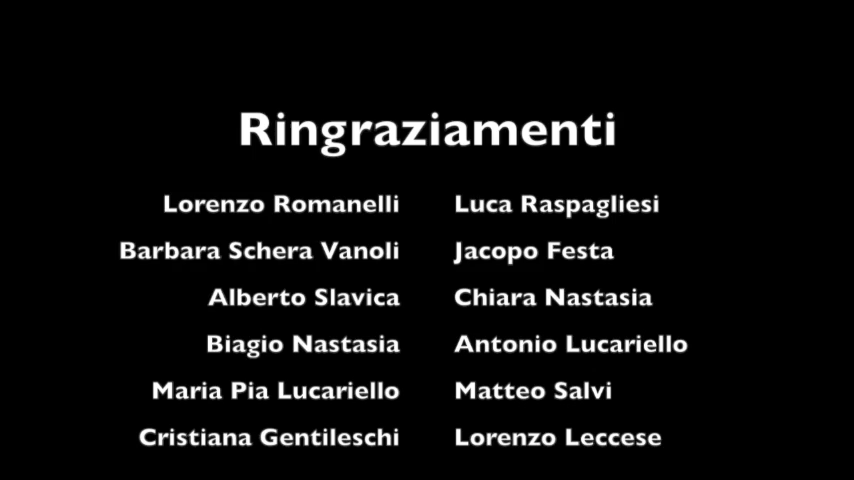 Ringraziamenti
Lorenzo Romanelli Luca Raspagliesi
Barbara Schera Vanoli Jacopo Festa
Alberto Slavica Chiara Nastasia
Biagio Nastasia Antonio Lucariello
Maria Pia Lucariello Matteo Salvi
Cristiana Gentileschi Lorenzo Leccese